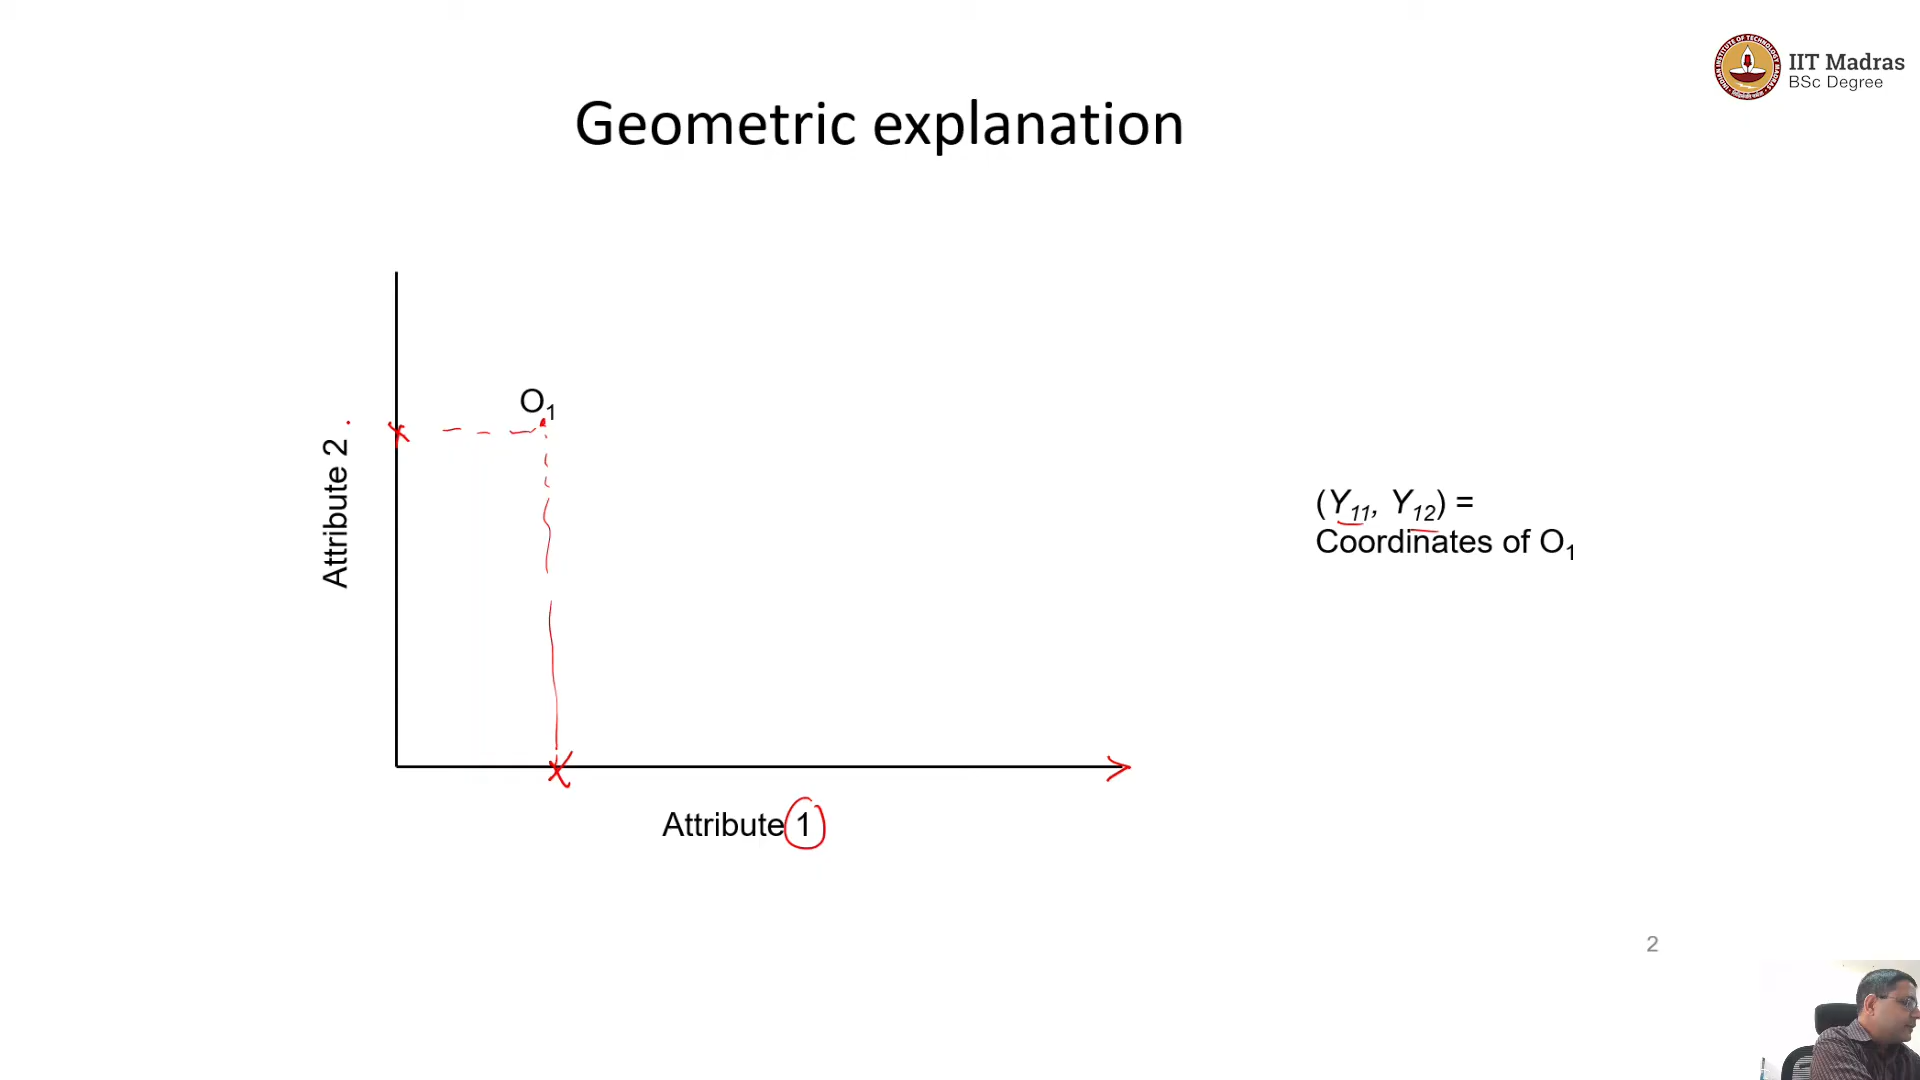 IIT Madras
BSc Degree
Geometric explanation
O₁
Attribute 2
(Y₁₁, Y₁₂) =
Coordinates of O₁
Attribute 1
2